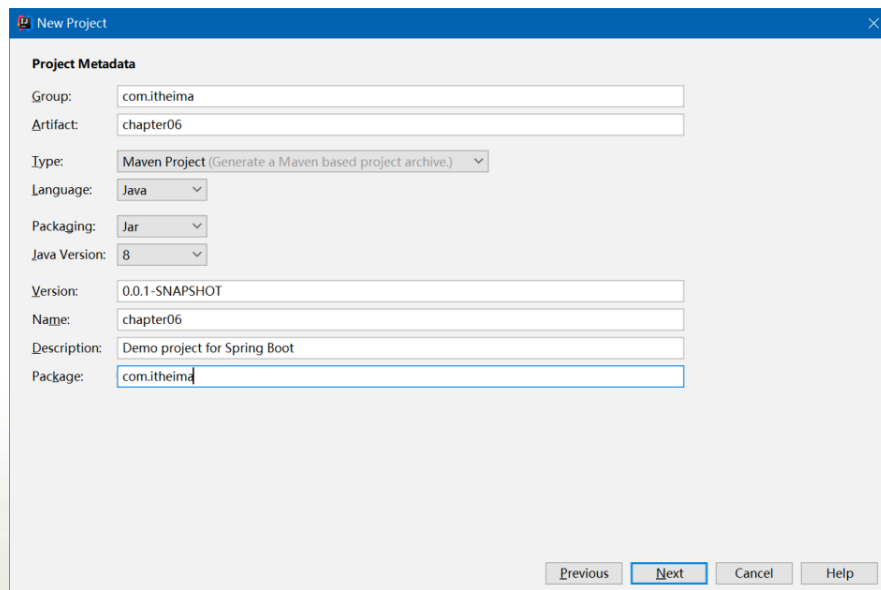 New Project
Project Metadata
Group: com.itheima
Artifact: chapter06
Type: Maven Project (Generate a Maven based project archive.)
Language: Java
Packaging: Jar
Java Version: 8
Version: 0.0.1-SNAPSHOT
Name: chapter06
Description: Demo project for Spring Boot
Package: com.itheima
Previous Next Cancel Help